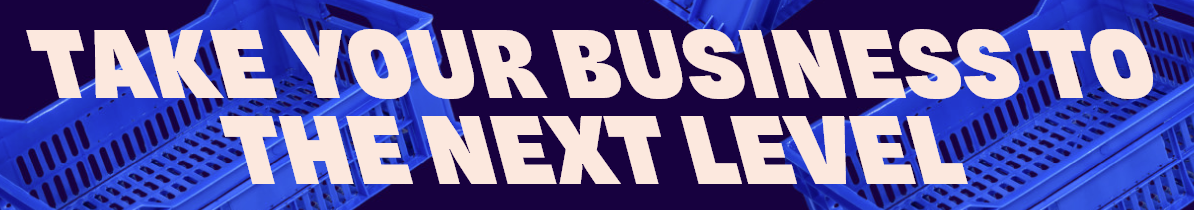 TAKE YOUR BUSINESS TO
THE NEXT LEVEL